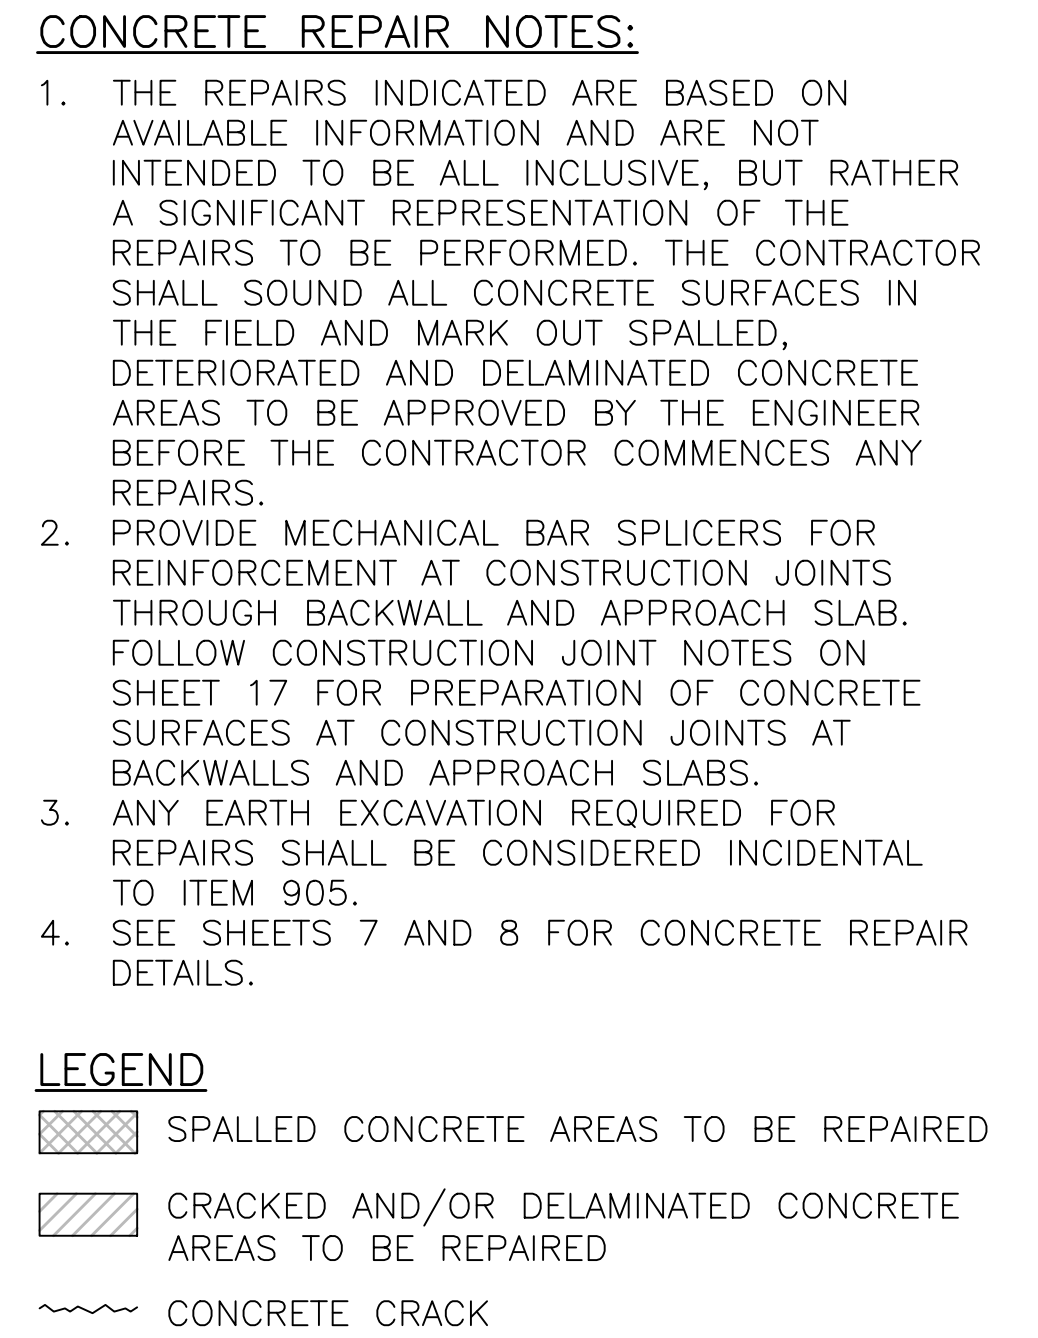 CONCRETE REPAIR NOTES:
1. THE REPAIRS INDICATED ARE BASED ON
AVAILABLE INFORMATION AND ARE NOT
INTENDED TO BE ALL INCLUSIVE, BUT RATHER
A SIGNIFICANT REPRESENTATION OF THE
REPAIRS TO BE PERFORMED. THE CONTRACTOR
SHALL SOUND ALL CONCRETE SURFACES IN
THE FIELD AND MARK OUT SPALLED,
DETERIORATED AND DELAMINATED CONCRETE
AREAS TO BE APPROVED BY THE ENGINEER
BEFORE THE CONTRACTOR COMMENCES ANY
REPAIRS.
2. PROVIDE MECHANICAL BAR SPLICERS FOR
REINFORCEMENT AT CONSTRUCTION JOINTS
THROUGH BACKWALL AND APPROACH SLAB.
FOLLOW CONSTRUCTION JOINT NOTES ON
SHEET 17 FOR PREPARATION OF CONCRETE
SURFACES AT CONSTRUCTION JOINTS AT
BACKWALLS AND APPROACH SLABS.
3. ANY EARTH EXCAVATION REQUIRED FOR
REPAIRS SHALL BE CONSIDERED INCIDENTAL
TO ITEM 905.
4. SEE SHEETS 7 AND 8 FOR CONCRETE REPAIR
DETAILS.
LEGEND
SPALLED CONCRETE AREAS TO BE REPAIRED
CRACKED AND/OR DELAMINATED CONCRETE
AREAS TO BE REPAIRED
CONCRETE CRACK